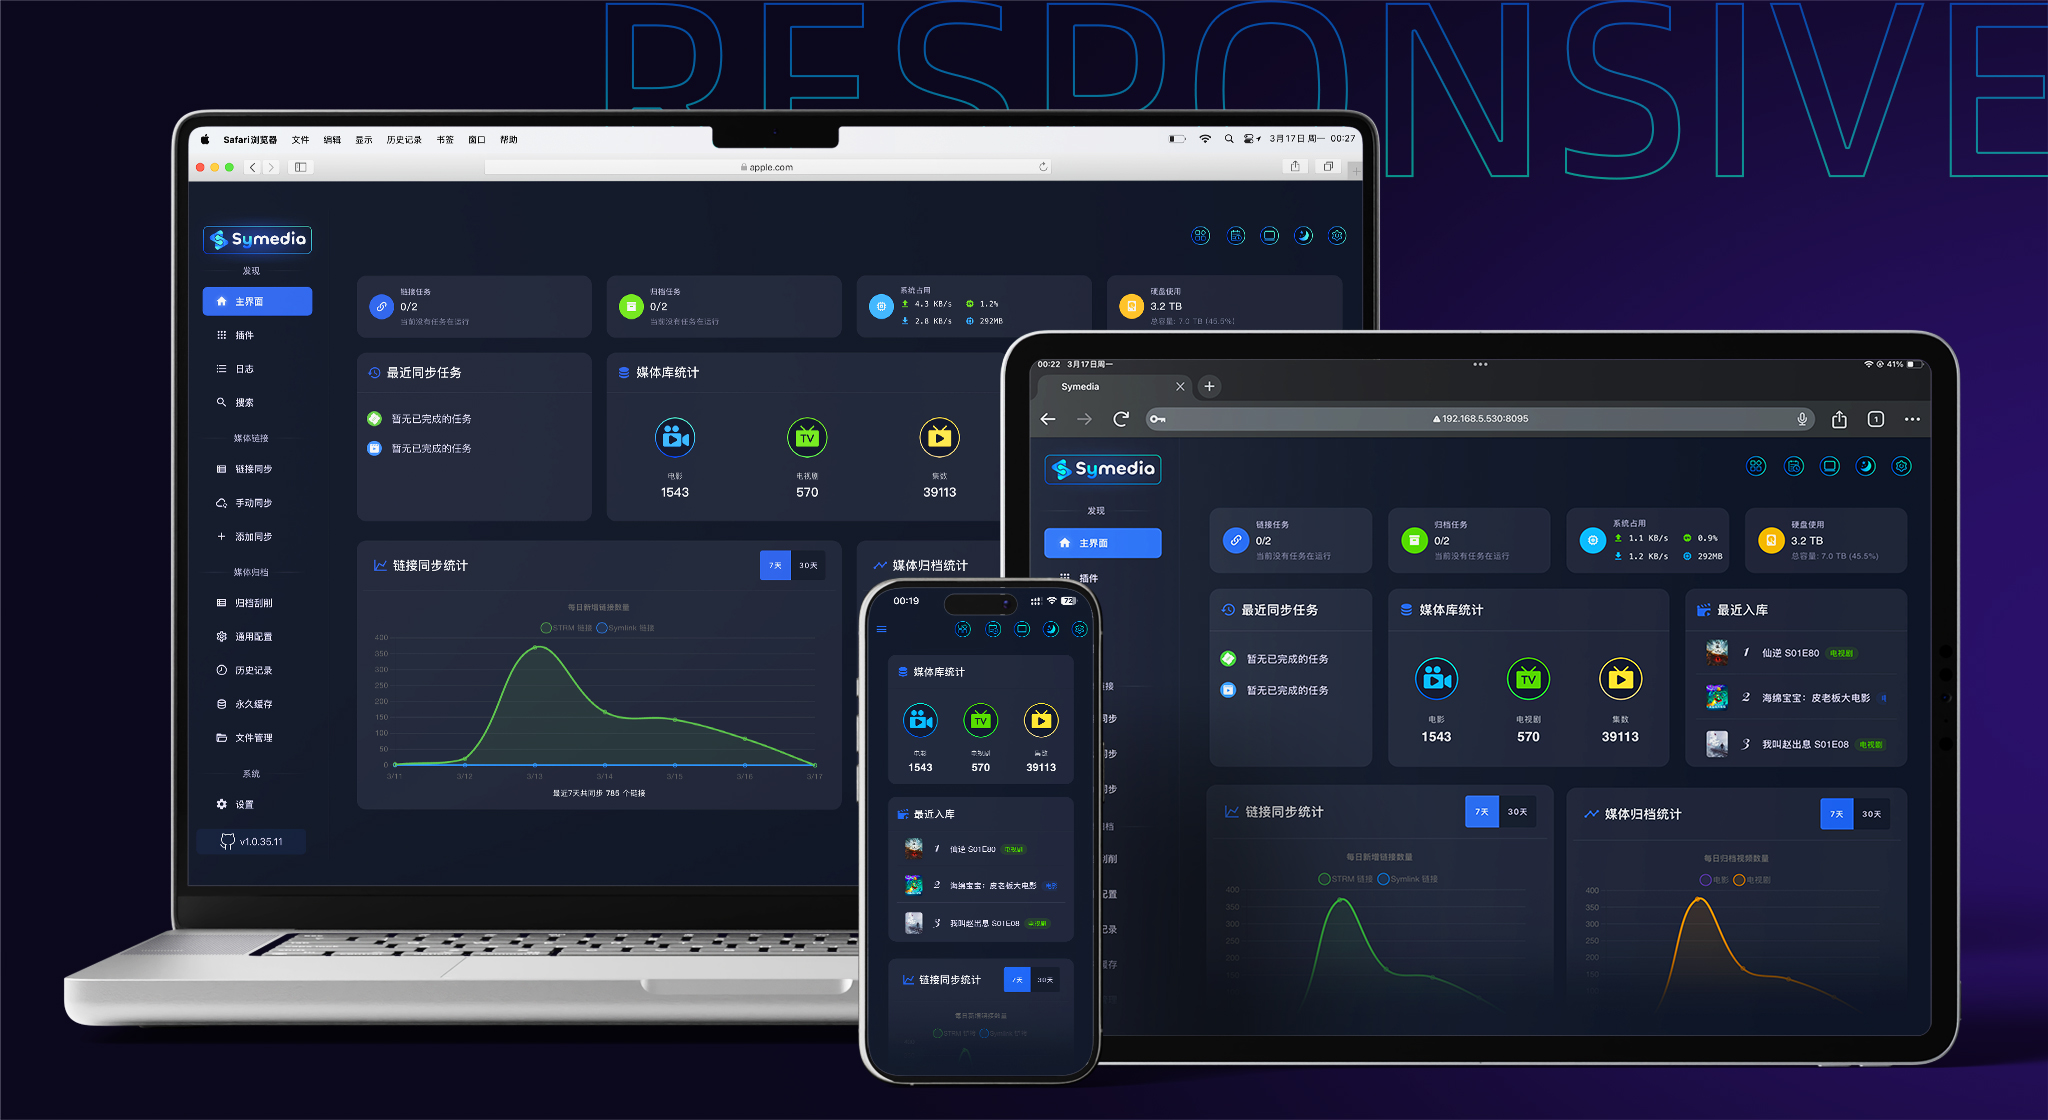 RESPONSIVE
Safari浏览器 文件 编辑 显示 历史记录 书签 窗口 帮助
3月17日 周一 00:27
apple.com
Symedia
发现
主界面
插件
日志
搜索
媒体链接
链接同步
手动同步
添加同步
媒体归档
归档刮削
通用配置
历史记录
永久缓存
文件管理
系统
设置
v1.0.35.11
链接任务
0/2
当前没有任务在运行
归档任务
0/2
当前没有任务在运行
系统占用
4.3 KB/s 1.2%
2.8 KB/s 292MB
硬盘使用
3.2 TB
总容量: 7.0 TB (45.5%)
最近同步任务
暂无已完成的任务
暂无已完成的任务
媒体库统计
电影
1543
TV
电视剧
570
集数
39113
链接同步统计
7天 30天
每日新增链接数量
STRM 链接 Symlink 链接
400
350
300
250
200
150
100
50
0
3/11 3/12 3/13 3/14 3/15 3/16 3/17
最近7天共同步 785 个链接
媒体归档统计
00:19
72
媒体库统计
TV
电影 电视剧 集数
1543 570 39113
最近入库
1 仙逆 S01E80 电视剧
2 海绵宝宝：皮老板大电影 电影
3 我叫赵出息 S01E08 电视剧
链接同步统计
7天 30天
每日新增链接数量
STRM 链接 Symlink 链接
00:22 3月17日周一
41%
Symedia
192.168.5.530:8095
1
Symedia
发现
主界面
插件
链接任务
0/2
当前没有任务在运行
归档任务
0/2
当前没有任务在运行
系统占用
1.1 KB/s 0.9%
1.2 KB/s 292MB
硬盘使用
3.2 TB
总容量: 7.0 TB (45.5%)
最近同步任务
暂无已完成的任务
暂无已完成的任务
媒体库统计
TV
电影 电视剧 集数
1543 570 39113
最近入库
1 仙逆 S01E80 电视剧
2 海绵宝宝：皮老板大电影
3 我叫赵出息 S01E08 电视剧
接
同步
同步
同步
归档
刮削
配置
记录
缓存
链接同步统计
7天 30天
每日新增链接数量
STRM 链接 Symlink 链接
400
350
300
250
200
150
媒体归档统计
7天 30天
每日归档视频数量
电影 电视剧
400
350
300
250
200
150